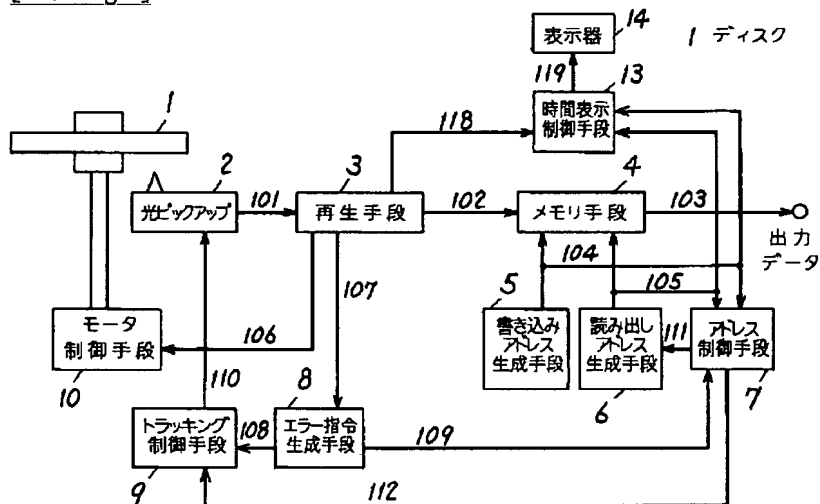 表示器
14
1 ディスク
119
13
時間表示
制御手段
1
118
2
3
4
光ピックアップ
101
再生手段
102
メモリ手段
103
出力
データ
104
105
107
5
書き込み
アドレス
生成手段
読み出し
アドレス
生成手段
6
111
アドレス
制御手段
7
モータ
制御手段
10
106
110
8
トラッキング
制御手段
9
108
エラー指令
生成手段
109
112